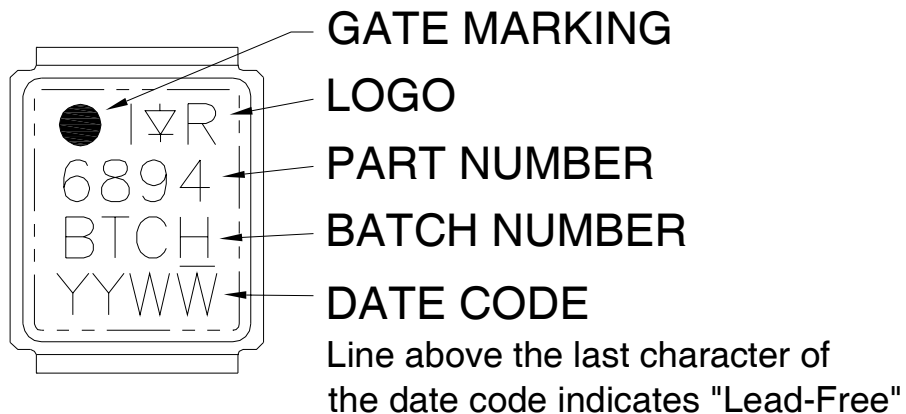 GATE MARKING
I R LOGO
6894 PART NUMBER
BTCH BATCH NUMBER
YYWW DATE CODE
Line above the last character of
the date code indicates "Lead-Free"